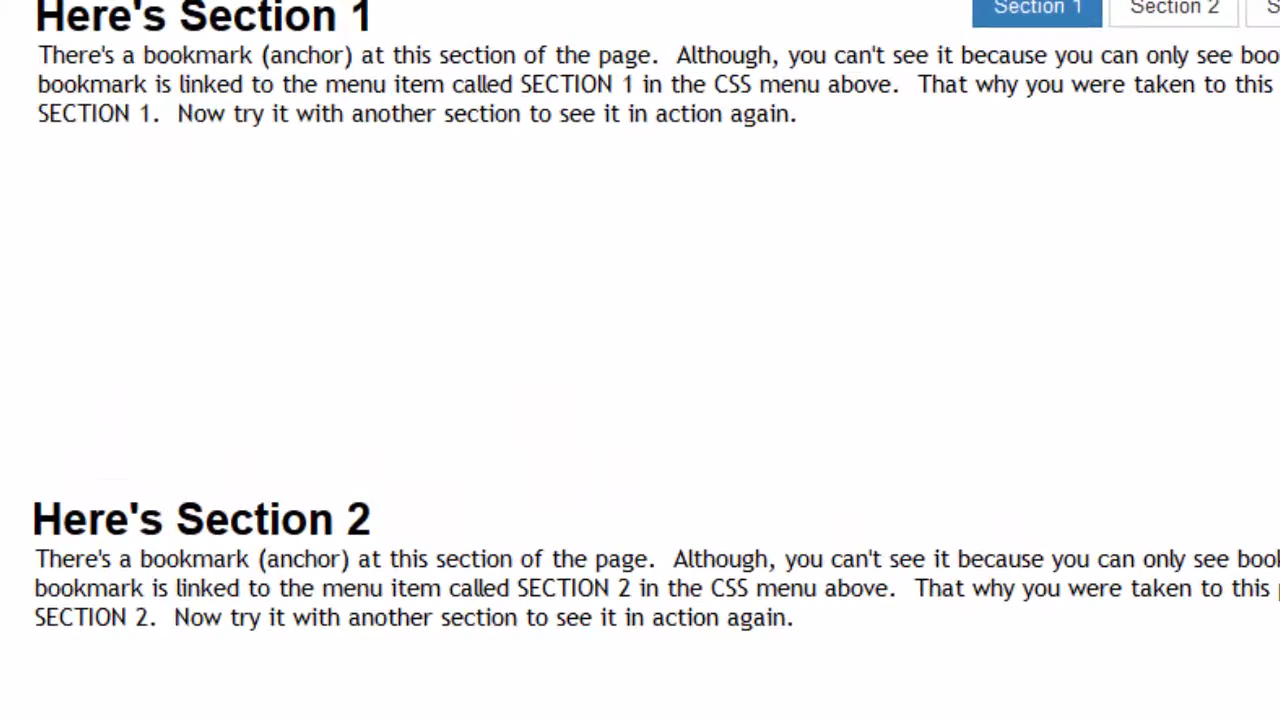 Here's Section 1
Section 1 Section 2
There's a bookmark (anchor) at this section of the page. Although, you can't see it because you can only see
bookmark is linked to the menu item called SECTION 1 in the CSS menu above. That why you were taken to this
SECTION 1. Now try it with another section to see it in action again.
Here's Section 2
There's a bookmark (anchor) at this section of the page. Although, you can't see it because you can only see
bookmark is linked to the menu item called SECTION 2 in the CSS menu above. That why you were taken to this
SECTION 2. Now try it with another section to see it in action again.